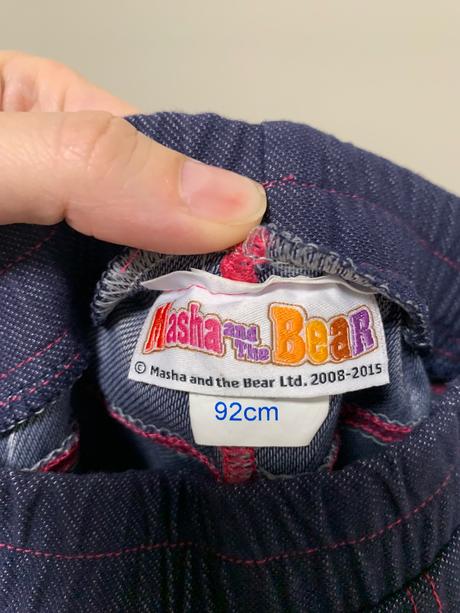 Masha and The Bear
© Masha and the Bear Ltd. 2008-2015
92cm